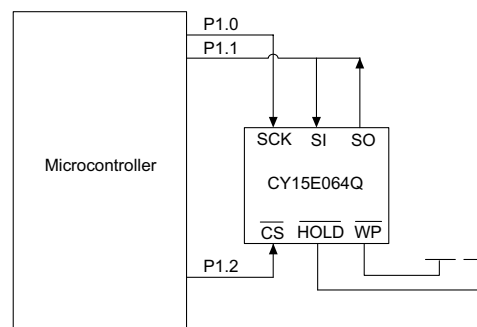 P1.0
P1.1
SCK SI SO
Microcontroller
CY15E064Q
CS HOLD WP
P1.2